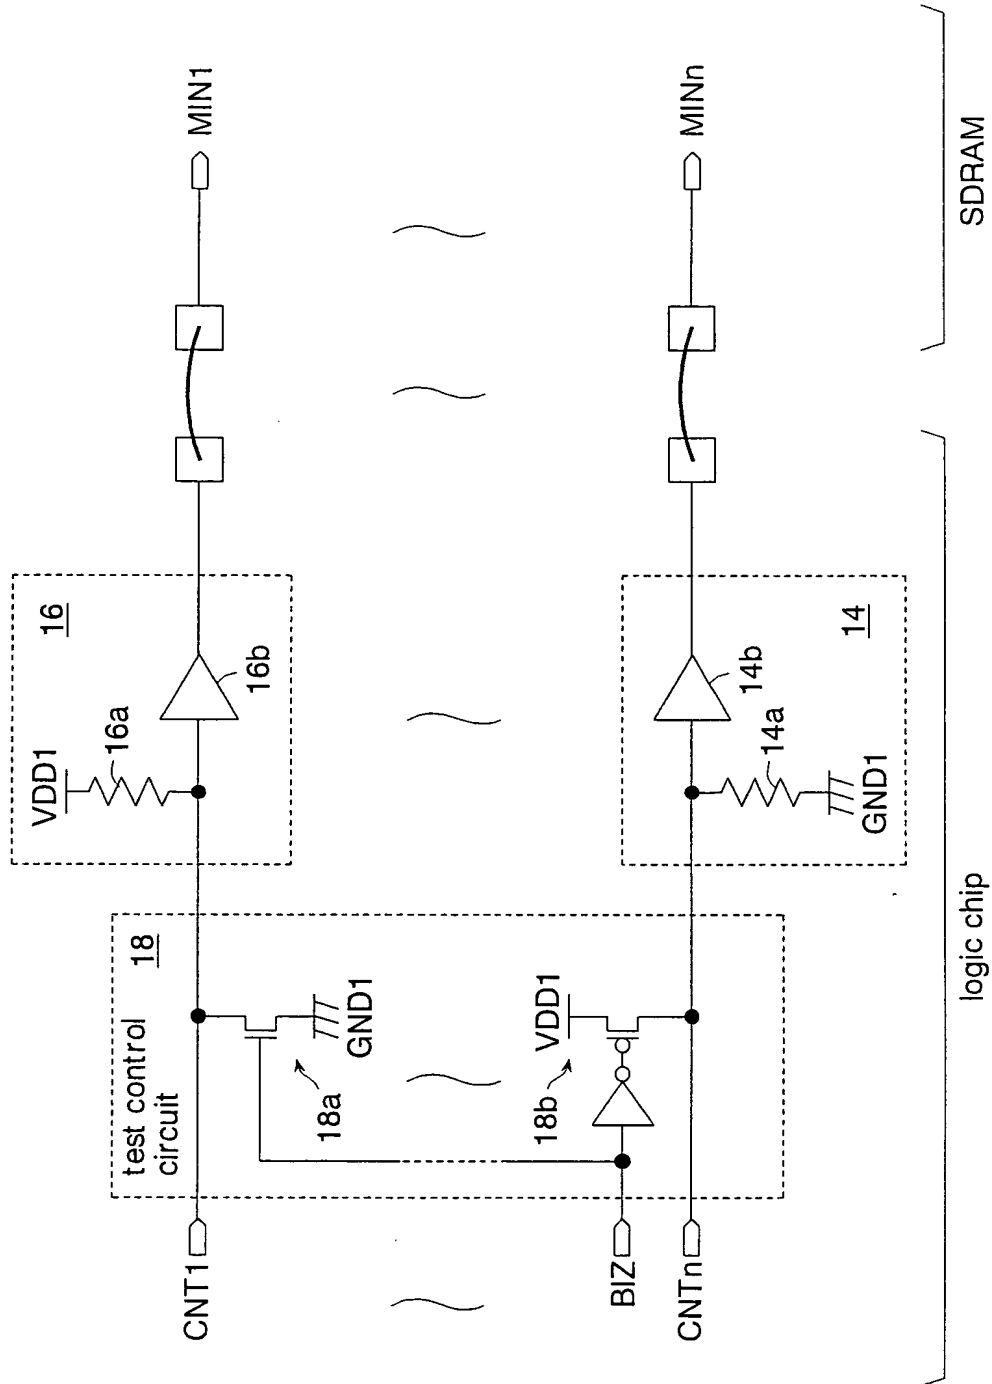 CNT1
test control
circuit
18
18a
GND1
18b
VDD1
BIZ
CNTn
VDD1
16a
16
16b
MIN1
14b
14
14a
GND1
MINn
logic chip
SDRAM